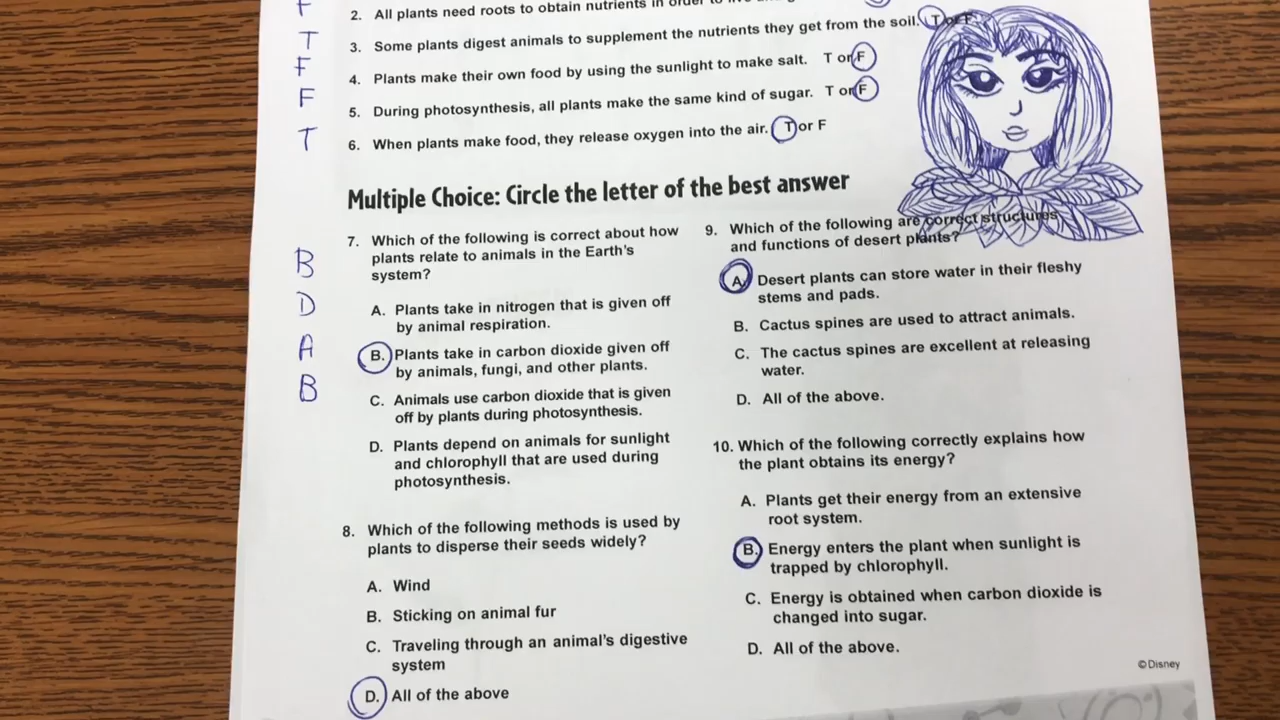 F
2. All plants need roots to obtain nutrients in order to
3. Some plants digest animals to supplement the nutrients they get from the soil. T or F
T
4. Plants make their own food by using the sunlight to make salt. T or F
F
5. During photosynthesis, all plants make the same kind of sugar. T or F
F
6. When plants make food, they release oxygen into the air. T or F
T
Multiple Choice: Circle the letter of the best answer
7. Which of the following is correct about how
plants relate to animals in the Earth's
system?
B
D
A
B
A. Plants take in nitrogen that is given off
by animal respiration.
B. Plants take in carbon dioxide given off
by animals, fungi, and other plants.
C. Animals use carbon dioxide that is given
off by plants during photosynthesis.
D. Plants depend on animals for sunlight
and chlorophyll that are used during
photosynthesis.
8. Which of the following methods is used by
plants to disperse their seeds widely?
A. Wind
B. Sticking on animal fur
C. Traveling through an animal's digestive
system
D. All of the above
9. Which of the following are correct structures
and functions of desert plants?
A. Desert plants can store water in their fleshy
stems and pads.
B. Cactus spines are used to attract animals.
C. The cactus spines are excellent at releasing
water.
D. All of the above.
10. Which of the following correctly explains how
the plant obtains its energy?
A. Plants get their energy from an extensive
root system.
B. Energy enters the plant when sunlight is
trapped by chlorophyll.
C. Energy is obtained when carbon dioxide is
changed into sugar.
D. All of the above.
©Disney